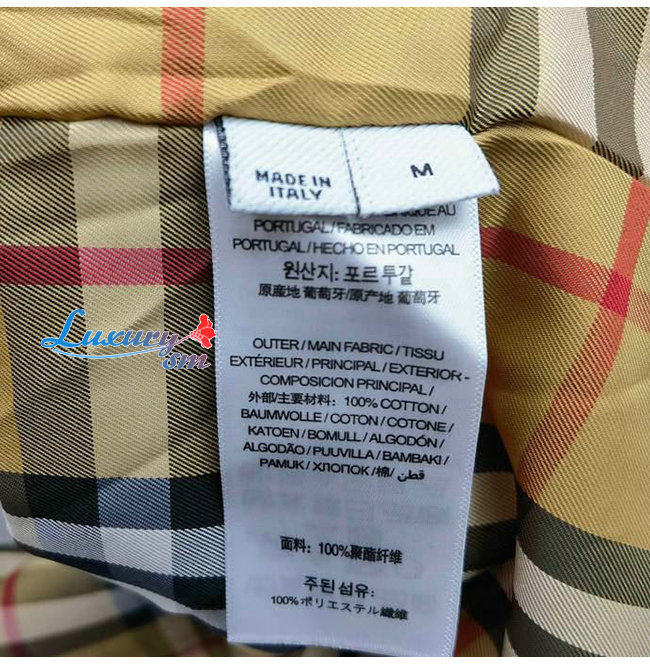 MADE IN
ITALY
M
PORTUGAL / FABRICADO EM
PORTUGAL / HECHO EN PORTUGAL
원산지: 포르투갈
原産地 葡萄牙/原产地 葡萄牙
OUTER / MAIN FABRIC / TISSU
EXTÉRIEUR / PRINCIPAL / EXTERIOR-
COMPOSICION PRINCIPAL /
外部/主要材料: 100% COTTON /
BAUMWOLLE / COTON / COTONE /
KATOEN / BOMULL / ALGODÓN /
ALGODÃO / PUUVILLA / BAMBAKI /
PAMUK / ХЛОПОК /棉/ قطن
面料: 100%聚酯纤维
주된 섬유:
100%ポリエステル繊維
Luxury
sm